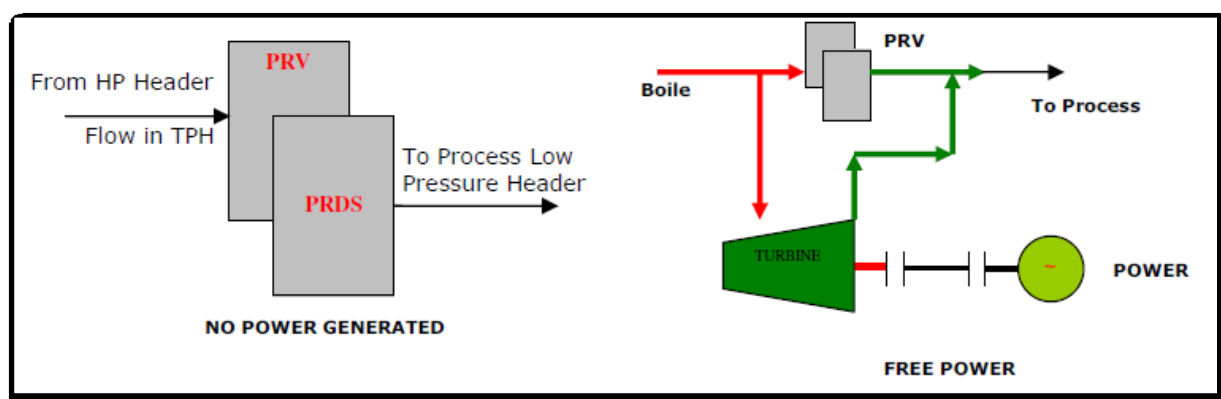 PRV
From HP Header
Flow in TPH
To Process Low
Pressure Header
PRDS
NO POWER GENERATED
PRV
Boile
To Process
TURBINE
~
POWER
FREE POWER